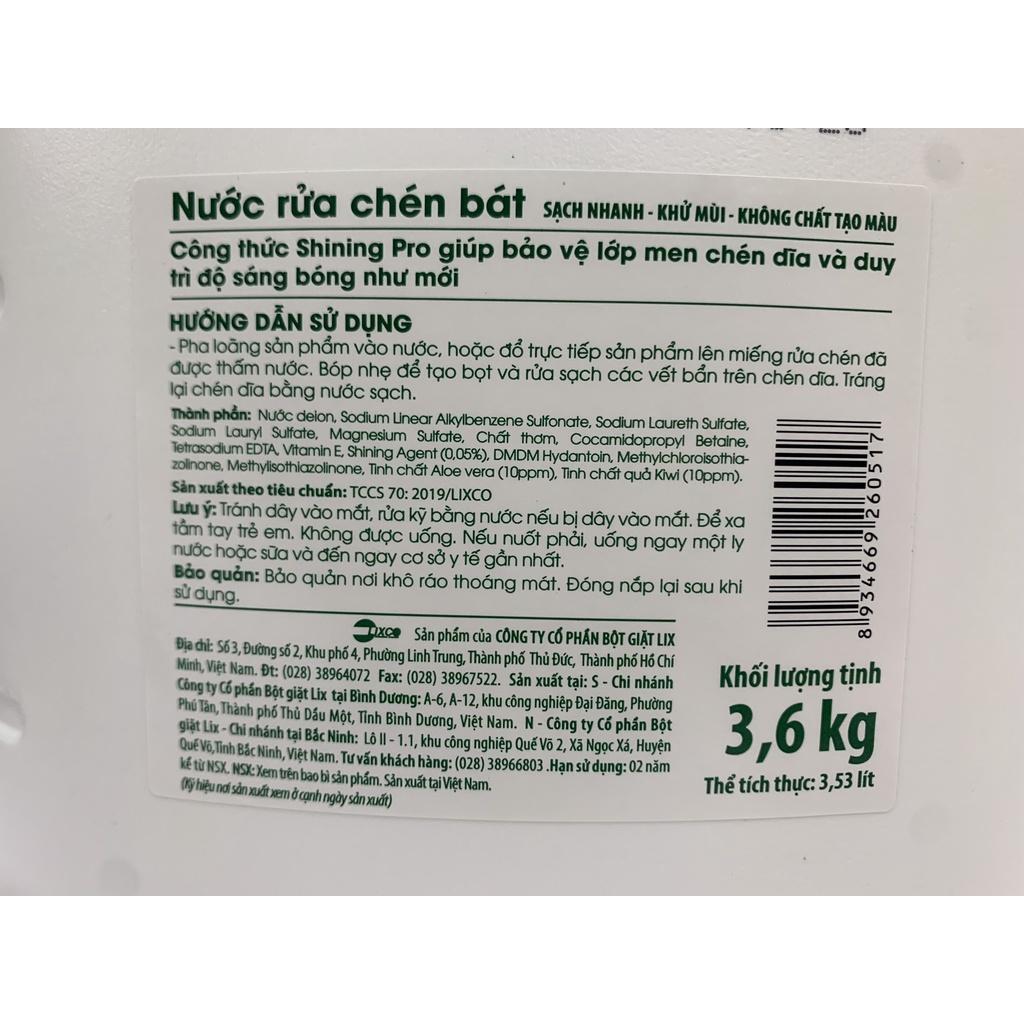 Nước rửa chén bát SẠCH NHANH - KHỬ MÙI - KHÔNG CHẤT TẠO MÀU
Công thức Shining Pro giúp bảo vệ lớp men chén dĩa và duy
trì độ sáng bóng như mới
HƯỚNG DẪN SỬ DỤNG
- Pha loãng sản phẩm vào nước, hoặc đổ trực tiếp sản phẩm lên miếng rửa chén đã
được thấm nước. Bóp nhẹ để tạo bọt và rửa sạch các vết bẩn trên chén dĩa. Tráng
lại chén dĩa bằng nước sạch.
Thành phần: Nước deion, Sodium Linear Alkylbenzene Sulfonate, Sodium Laureth Sulfate,
Sodium Lauryl Sulfate, Magnesium Sulfate, Chất thơm, Cocamidopropyl Betaine,
Tetrasodium EDTA, Vitamin E, Shining Agent (0,05%), DMDM Hydantoin, Methylchloroisothia-
zolinone, Methylisothiazolinone, Tinh chất Aloe vera (10ppm), Tinh chất quả Kiwi (10ppm).
Sản xuất theo tiêu chuẩn: TCCS 70: 2019/LIXCO
Lưu ý: Tránh dây vào mắt, rửa kỹ bằng nước nếu bị dây vào mắt. Để xa
tầm tay trẻ em. Không được uống. Nếu nuốt phải, uống ngay một ly
nước hoặc sữa và đến ngay cơ sở y tế gần nhất.
Bảo quản: Bảo quản nơi khô ráo thoáng mát. Đóng nắp lại sau khi
sử dụng.
8 934669 260517
Lixco Sản phẩm của CÔNG TY CỔ PHẦN BỘT GIẶT LIX
Địa chỉ: Số 3, Đường số 2, Khu phố 4, Phường Linh Trung, Thành phố Thủ Đức, Thành phố Hồ Chí
Minh, Việt Nam. Đt: (028) 38964072 Fax: (028) 38967522. Sản xuất tại: S - Chi nhánh
Công ty Cổ phần Bột giặt Lix tại Bình Dương: A-6, A-12, khu công nghiệp Đại Đăng, Phường
Phú Tân, Thành phố Thủ Dầu Một, Tỉnh Bình Dương, Việt Nam. N - Công ty Cổ phần Bột
giặt Lix - Chi nhánh tại Bắc Ninh: Lô II - 1.1, khu công nghiệp Quế Võ 2, Xã Ngọc Xá, Huyện
Quế Võ, Tỉnh Bắc Ninh, Việt Nam. Tư vấn khách hàng: (028) 38966803 .Hạn sử dụng: 02 năm
kể từ NSX. NSX: Xem trên bao bì sản phẩm. Sản xuất tại Việt Nam.
(Ký hiệu nơi sản xuất xem ở cạnh ngày sản xuất)
Khối lượng tịnh
3,6 kg
Thể tích thực: 3,53 lít